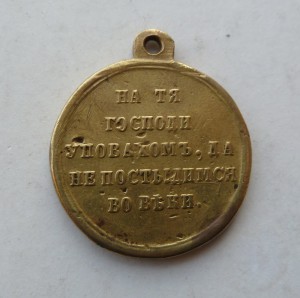 НА ТЯ
ГОСПОДИ
УПОВАХОМЪ, ДА
НЕ ПОСТЫДИМСЯ
ВО ВѢКИ.